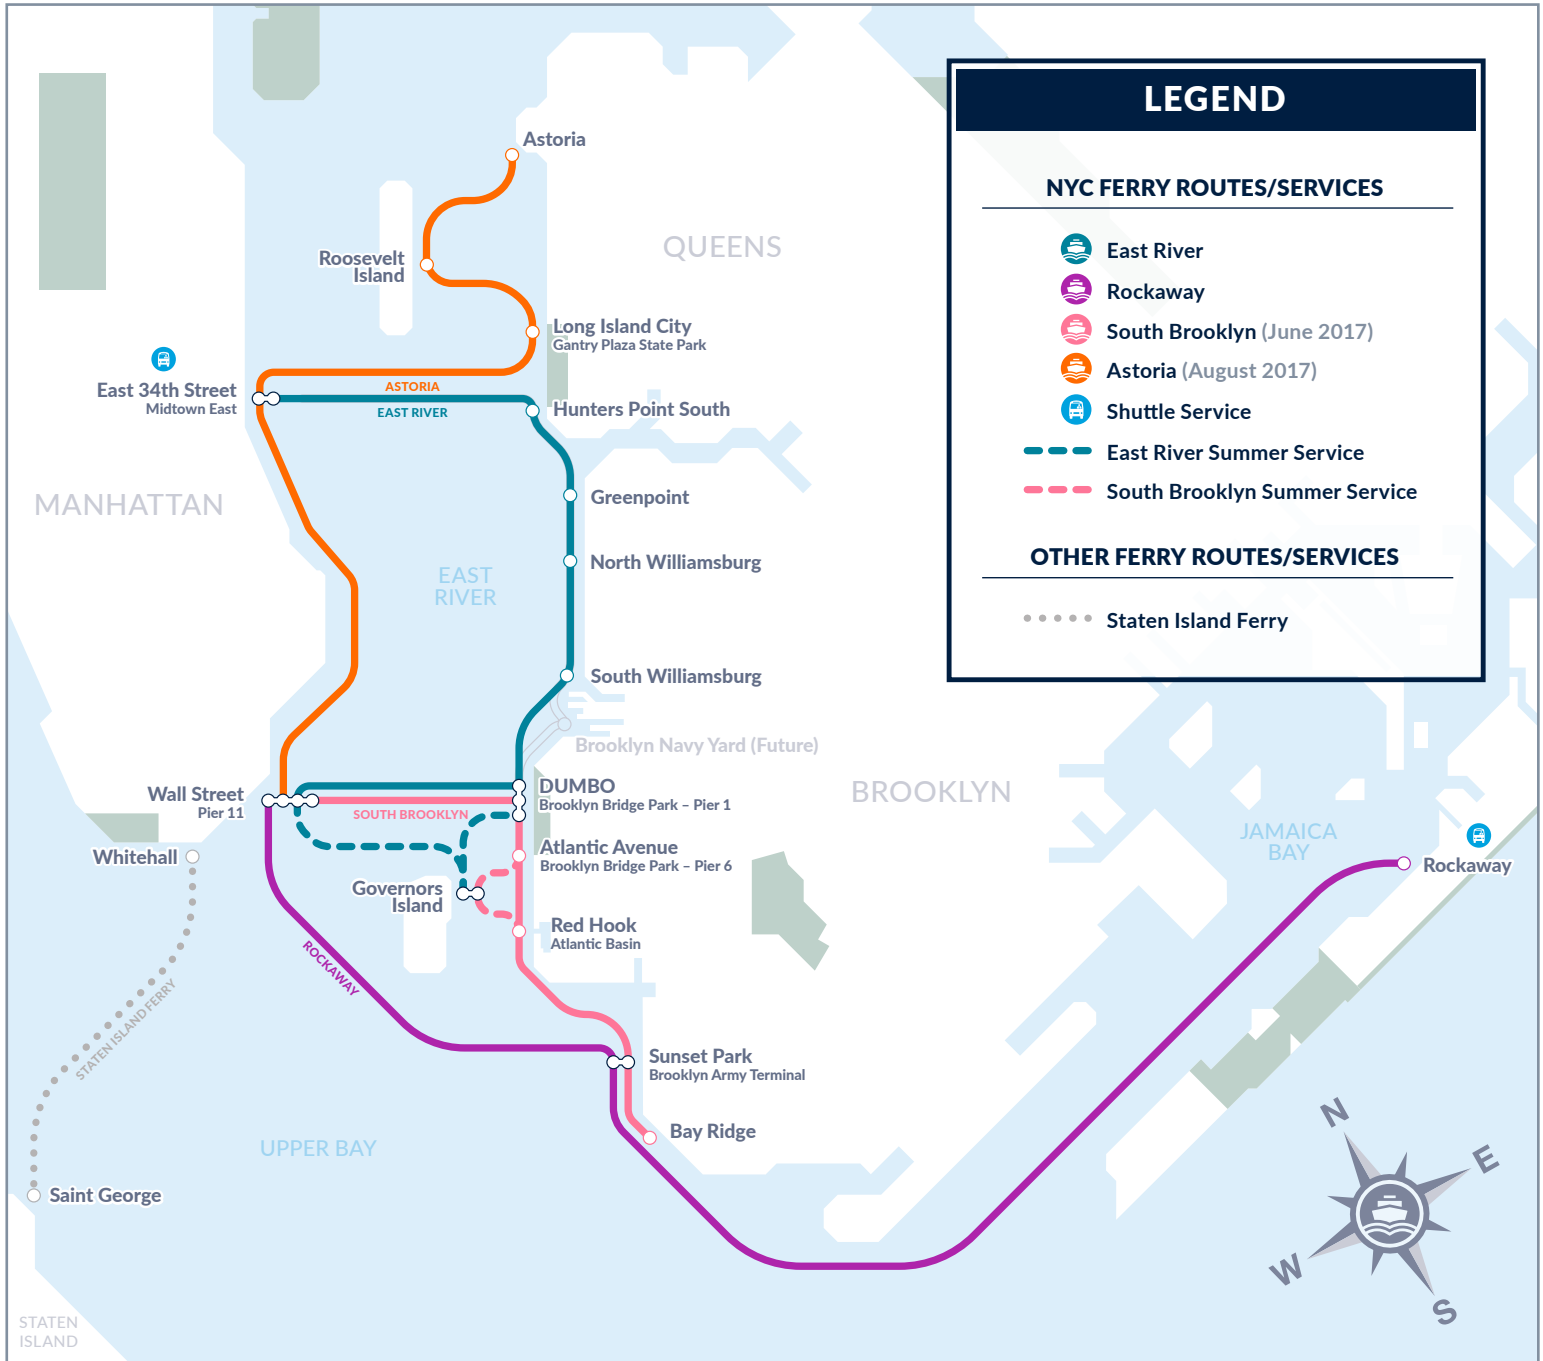 LEGEND
NYC FERRY ROUTES/SERVICES
East River
Rockaway
South Brooklyn (June 2017)
Astoria (August 2017)
Shuttle Service
East River Summer Service
South Brooklyn Summer Service
OTHER FERRY ROUTES/SERVICES
Staten Island Ferry
Astoria
QUEENS
Roosevelt
Island
Long Island City
Gantry Plaza State Park
East 34th Street
Midtown East
ASTORIA
EAST RIVER
Hunters Point South
MANHATTAN
Greenpoint
North Williamsburg
EAST
RIVER
South Williamsburg
Brooklyn Navy Yard (Future)
DUMBO
Brooklyn Bridge Park – Pier 1
BROOKLYN
Wall Street
Pier 11
SOUTH BROOKLYN
JAMAICA
BAY
Rockaway
Atlantic Avenue
Brooklyn Bridge Park – Pier 6
Whitehall
Governors
Island
Red Hook
Atlantic Basin
ROCKAWAY
STATEN ISLAND FERRY
Sunset Park
Brooklyn Army Terminal
Bay Ridge
UPPER BAY
Saint George
N
E
W
S
STATEN
ISLAND